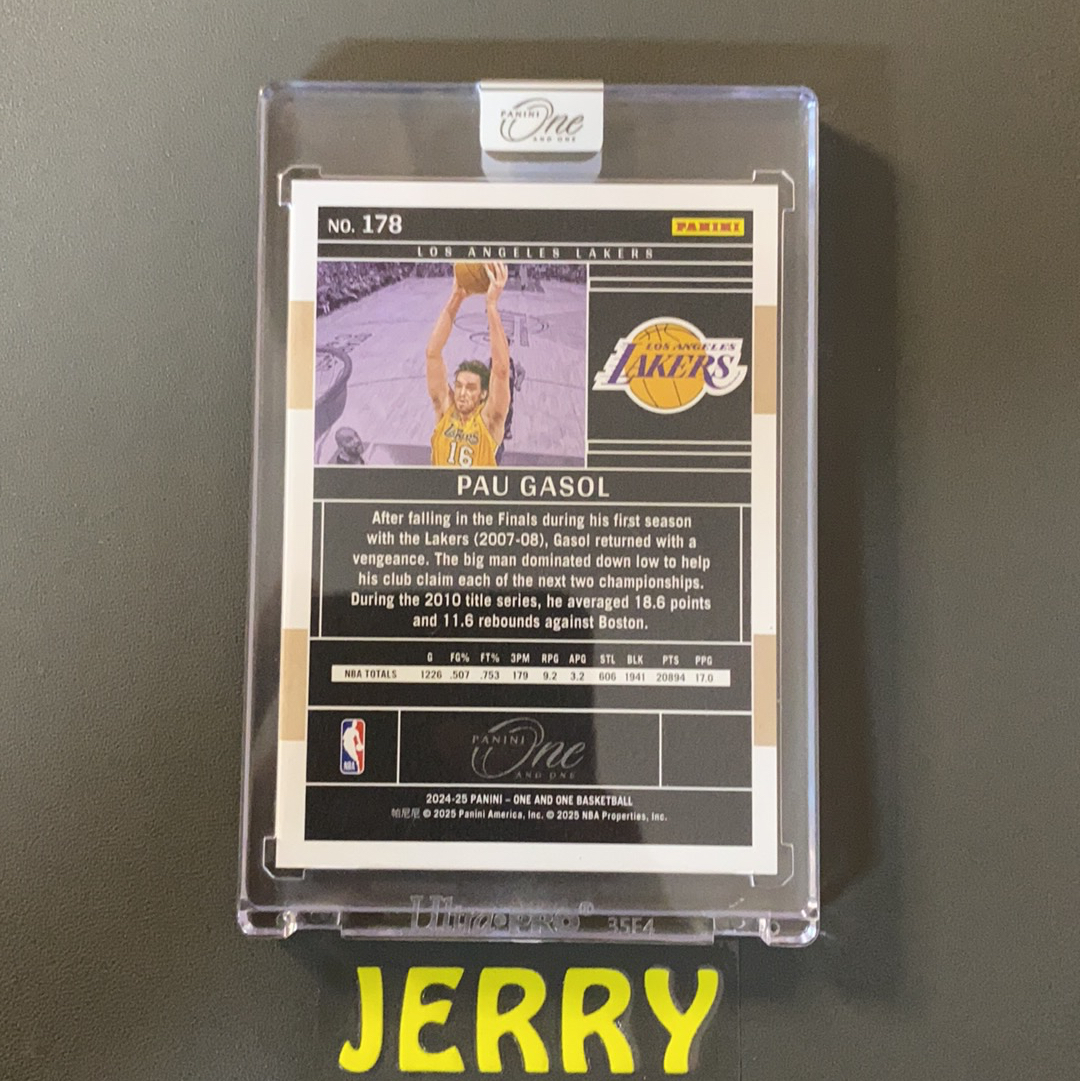 PANINI One
AND ONE
NO. 178
PANINI
LOS ANGELES LAKERS
LOS ANGELES
LAKERS
LAKERS
16
PAU GASOL
After falling in the Finals during his first season
with the Lakers (2007-08), Gasol returned with a
vengeance. The big man dominated down low to help
his club claim each of the next two championships.
During the 2010 title series, he averaged 18.6 points
and 11.6 rebounds against Boston.
G FG% FT% 3PM RPG APG STL BLK PTS PPG
NBA TOTALS 1226 .507 .753 179 9.2 3.2 606 1941 20894 17.0
NBA
PANINI One
AND ONE
2024-25 PANINI – ONE AND ONE BASKETBALL
帕尼尼 © 2025 Panini America, Inc. © 2025 NBA Properties, Inc.
Ultra PRO® 35E4
JERRY